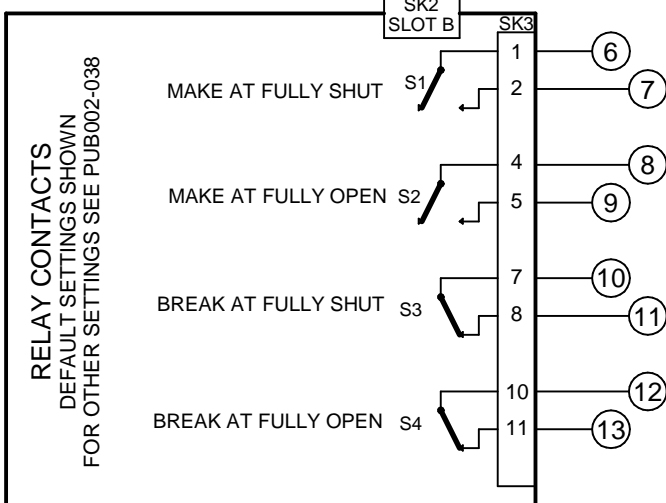 SK2
SLOT B
SK3
RELAY CONTACTS
DEFAULT SETTINGS SHOWN
FOR OTHER SETTINGS SEE PUB002-038
MAKE AT FULLY SHUT S1 1 6
2 7
MAKE AT FULLY OPEN S2 4 8
5 9
BREAK AT FULLY SHUT S3 7 10
8 11
BREAK AT FULLY OPEN S4 10 12
11 13